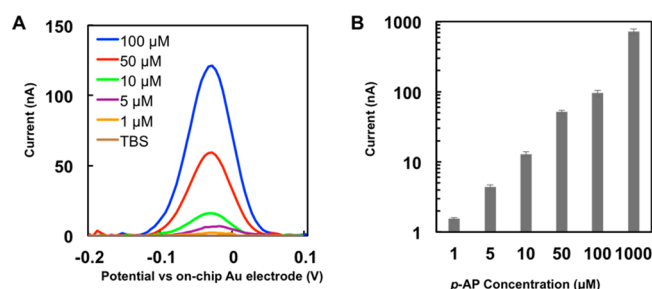 A
150
100
50
0
Current (nA)
100 µM
50 µM
10 µM
5 µM
1 µM
TBS
-0.2
-0.1
0
0.1
Potential vs on-chip Au electrode (V)
B
1000
100
10
1
Current (nA)
1 5 10 50 100 1000
p-AP Concentration (µM)